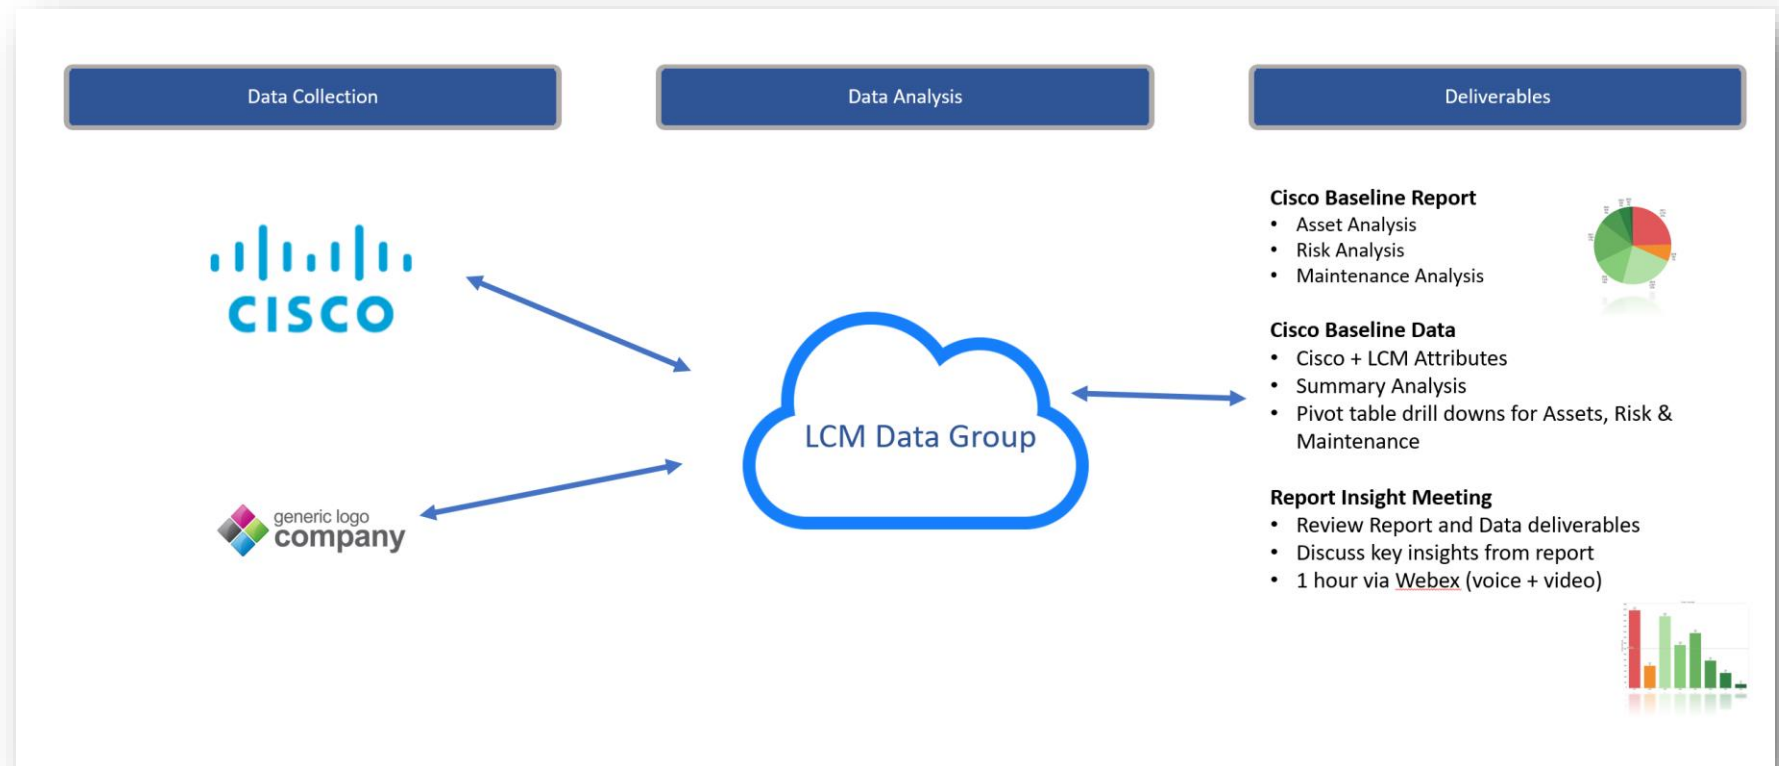 Data Collection
Data Analysis
Deliverables
CISCO
generic logo
company
LCM Data Group
Cisco Baseline Report
• Asset Analysis
• Risk Analysis
• Maintenance Analysis
Cisco Baseline Data
• Cisco + LCM Attributes
• Summary Analysis
• Pivot table drill downs for Assets, Risk &
Maintenance
Report Insight Meeting
• Review Report and Data deliverables
• Discuss key insights from report
• 1 hour via Webex (voice + video)